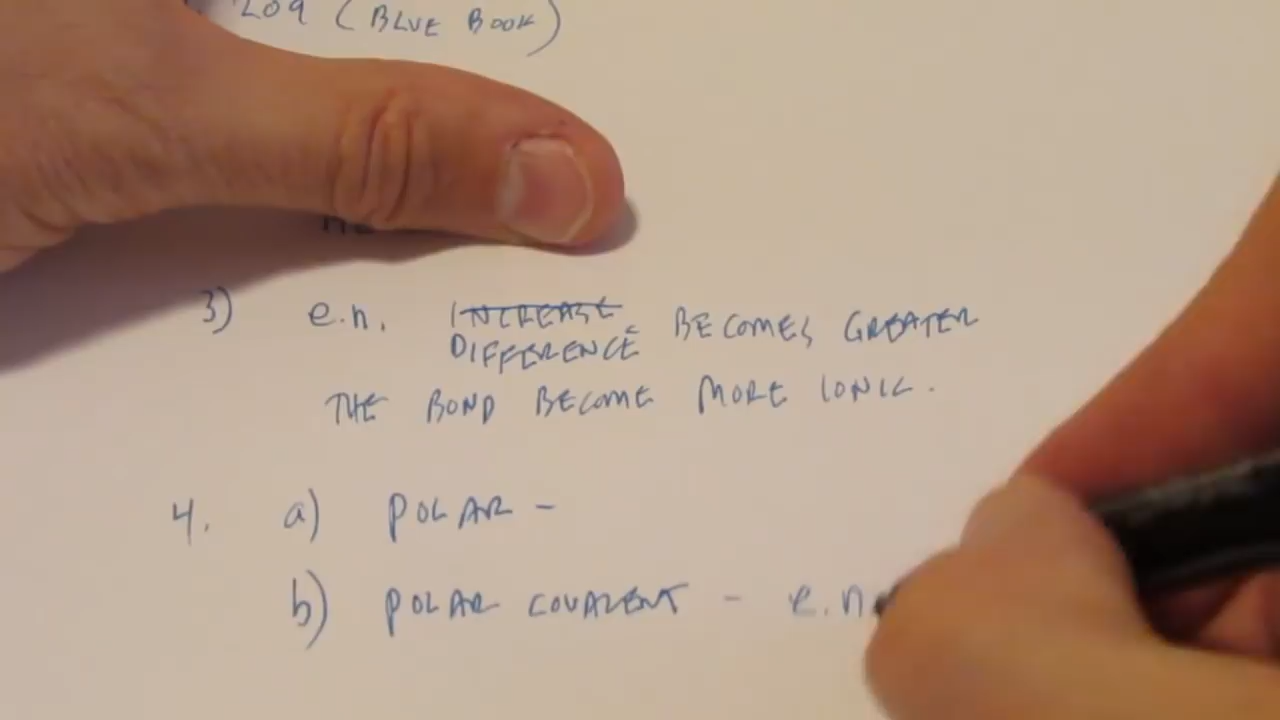 209 (BLUE BOOK)
3) e.n. INCREASE BECOMES GREATER
DIFFERENCE
THE BOND BECOME MORE IONIC.
4. a) POLAR -
b) POLAR COVALENT - e.n